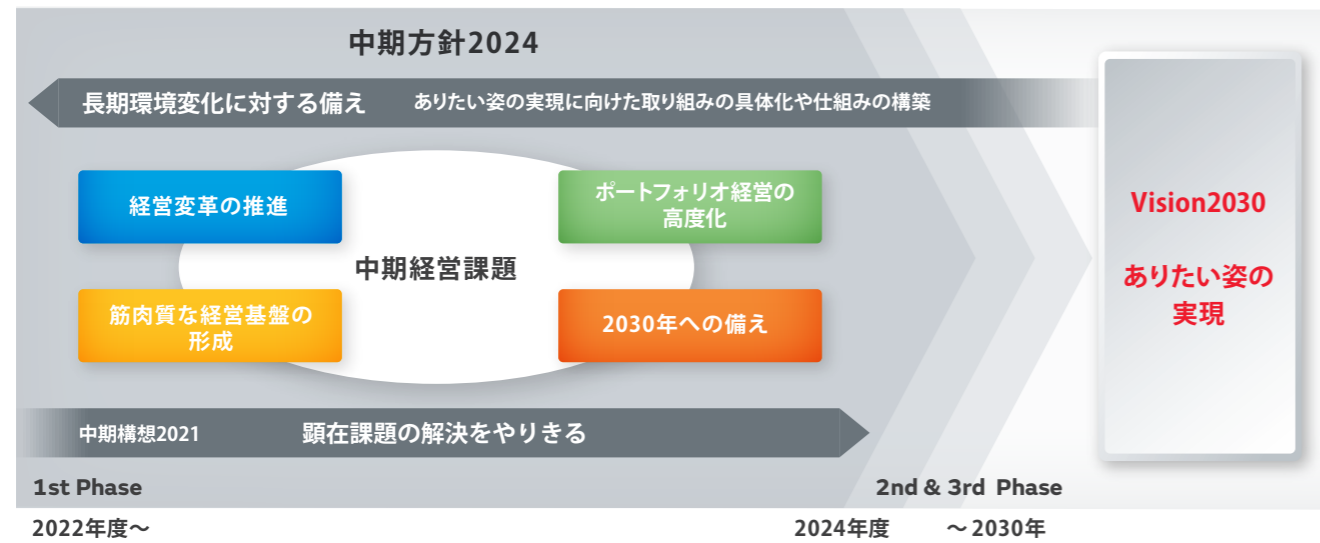 中期方針2024
長期環境変化に対する備え ありたい姿の実現に向けた取り組みの具体化や仕組みの構築
経営変革の推進
ポートフォリオ経営の
高度化
中期経営課題
筋肉質な経営基盤の
形成
2030年への備え
Vision2030
ありたい姿の
実現
中期構想2021 顕在課題の解決をやりきる
1st Phase
2nd & 3rd Phase
2022年度～
2024年度 ～2030年